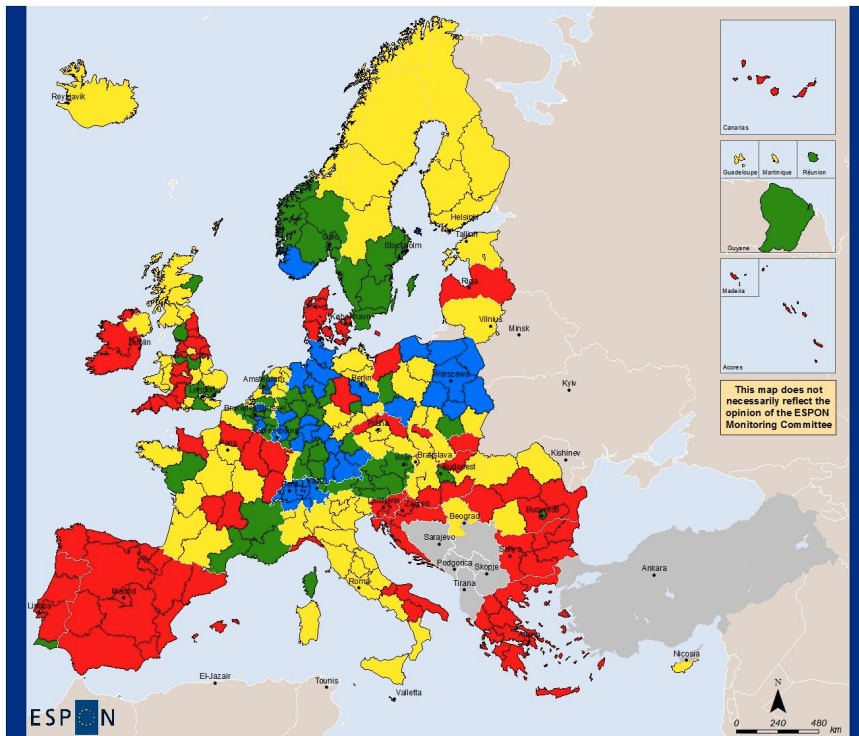 Reykjavik
Canarias
Guadeloupe
Martinique
Réunion
Guyane
Madeira
Acores
This map does not
necessarily reflect the
opinion of the ESPON
Monitoring Committee
Helsinki
Oslo
Tallinn
Stockholm
Riga
København
Dublin
Vilnius
Minsk
Amsterdam
Berlin
Warszawa
London
Kyiv
Praha
Paris
Kishinev
Wien
Bratislava
Budapest
Bern
Vaduz
Ljubljana
Zagreb
Bucuresti
Beograd
Sarajevo
Sofiya
Podgorica
Skopje
Ankara
Roma
Tirana
Madrid
Lisboa
Nicosia
El-Jazair
Tounis
Valletta
N
ESPON
0 240 480
km